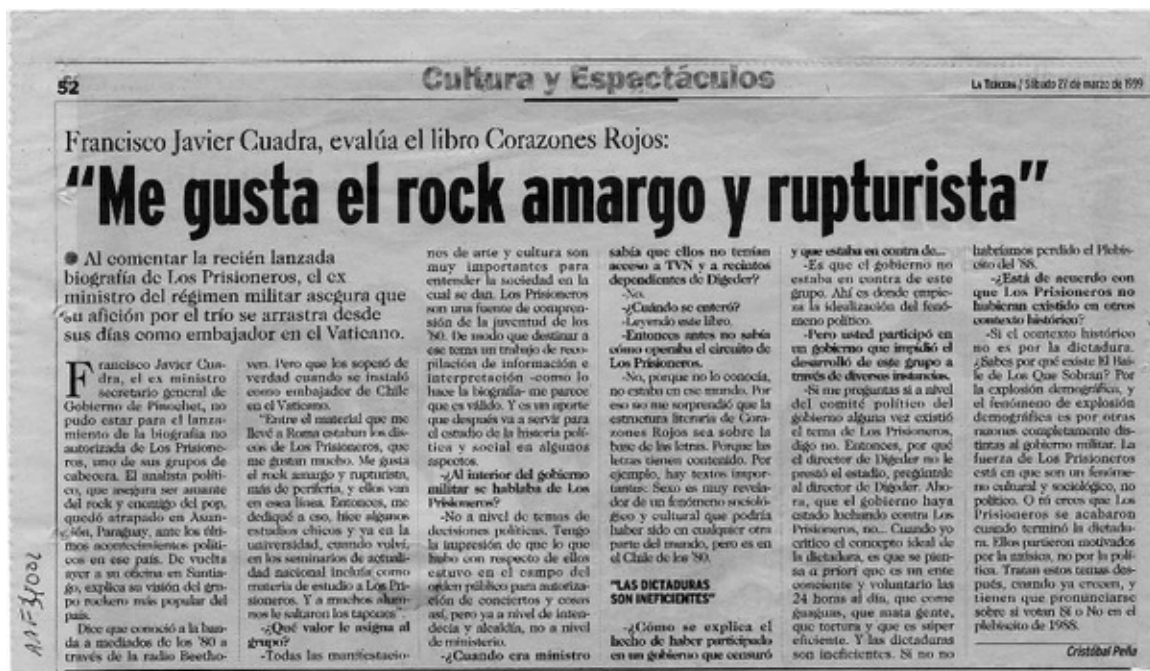 52
Cultura y Espectáculos
LA TERCERA / Sábado 27 de marzo de 1999
Francisco Javier Cuadra, evalúa el libro Corazones Rojos:
“Me gusta el rock amargo y rupturista”
● Al comentar la recién lanzada
biografía de Los Prisioneros, el ex
ministro del régimen militar asegura que
su afición por el trío se arrastra desde
sus días como embajador en el Vaticano.
Francisco Javier Cua-
dra, el ex ministro
secretario general de
Gobierno de Pinochet, no
pudo estar para el lanza-
miento de la biografía no
autorizada de Los Prisione-
ros, uno de sus grupos de
cabecera. El analista políti-
co, que asegura ser amante
del rock y enemigo del pop,
quedó atrapado en Asun-
ción, Paraguay, ante los últi-
mos acontecimientos políti-
cos en ese país. De vuelta
ayer a su oficina en Santia-
go, explica su visión del gru-
po rockero más popular del
país.
Dice que conoció a la ban-
da a mediados de los '80 a
través de la radio Beetho-
ven. Pero que los sopesó de
verdad cuando se instaló
como embajador de Chile
en el Vaticano.
"Entre el material que me
llevé a Roma estaban los dis-
cos de Los Prisioneros, que
me gustan mucho. Me gusta
el rock amargo y rupturista,
más de periferia, y ellos van
en esa línea. Entonces, me
dediqué a eso, hice algunos
estudios chicos y ya en la
universidad, cuando volví,
en los seminarios de actuali-
dad nacional incluía como
materia de estudio a Los Pri-
sioneros. Y a muchos alum-
nos le saltaron los tapones".
-¿Qué valor le asigna al
grupo?
-Todas las manifestacio-
nes de arte y cultura son
muy importantes para
entender la sociedad en la
cual se dan. Los Prisioneros
son una fuente de compren-
sión de la juventud de los
'80. De modo que destinar a
ese tema un trabajo de reco-
pilación de información e
interpretación -como lo
hace la biografía- me parece
que es válido. Y es un aporte
que después va a servir para
el estudio de la historia polí-
tica y social en algunos
aspectos.
-¿Al interior del gobierno
militar se hablaba de Los
Prisioneros?
-No a nivel de temas de
decisiones políticas. Tengo
la impresión de que lo que
hubo con respecto de ellos
estuvo en el campo del
orden público para autoriza-
ción de conciertos y cosas
así, pero ya a nivel de inten-
dencia y alcaldía, no a nivel
de ministerio.
-¿Cuando era ministro
sabía que ellos no tenían
acceso a TVN y a recintos
dependientes de Digeder?
-No.
-¿Cuándo se enteró?
-Leyendo este libro.
-Entonces antes no sabía
cómo operaba el circuito de
Los Prisioneros.
-No, porque no lo conocía,
no estaba en ese mundo. Por
eso no me sorprendió que la
estructura literaria de Cora-
zones Rojos sea sobre la
base de las letras. Porque las
letras tienen contenido. Por
ejemplo, hay textos impor-
tantes: Sexo es muy revela-
dor de un fenómeno socioló-
gico y cultural que podría
haber sido en cualquier otra
parte del mundo, pero es en
el Chile de los '80.
"LAS DICTADURAS
SON INEFICIENTES"
-¿Cómo se explica el
hecho de haber participado
en un gobierno que censuró
y que estaba en contra de...
-Es que el gobierno no
estaba en contra de este
grupo. Ahí es donde empie-
za la idealización del fenó-
meno político.
-Pero usted participó en
un gobierno que impidió el
desarrollo de este grupo a
través de diversas instancias.
-Si me preguntas si a nivel
del comité político del
gobierno alguna vez existió
el tema de Los Prisioneros,
digo no. Entonces, por qué
el director de Digeder no le
prestó el estadio, pregúntale
al director de Digeder. Aho-
ra, que el gobierno haya
estado luchando contra Los
Prisioneros, no... Cuando yo
critico el concepto ideal de
la dictadura, es que se pien-
sa a priori que es un ente
conciente y voluntario las
24 horas al día, que come
guaguas, que mata gente,
que tortura y que es súper
eficiente. Y las dictaduras
son ineficientes. Si no no
habríamos perdido el Plebis-
cito del '88.
-¿Está de acuerdo con
que Los Prisioneros no
hubieran existido en otros
contexto histórico?
-Si el contexto histórico
no es por la dictadura.
¿Sabes por qué existe El Bai-
le de Los Que Sobran? Por
la explosión demográfica, y
el fenómeno de explosión
demográfica es por otras
razones completamente dis-
tintas al gobierno militar. La
fuerza de Los Prisioneros
está en que son un fenóme-
no cultural y sociológico, no
político. O tú crees que Los
Prisioneros se acabaron
cuando terminó la dictadu-
ra. Ellos partieron motivados
por la música, no por la polí-
tica. Tratan estos temas des-
pués, cuando ya crecen, y
tienen que pronunciarse
sobre si votan Sí o No en el
plebiscito de 1988.
Cristóbal Peña